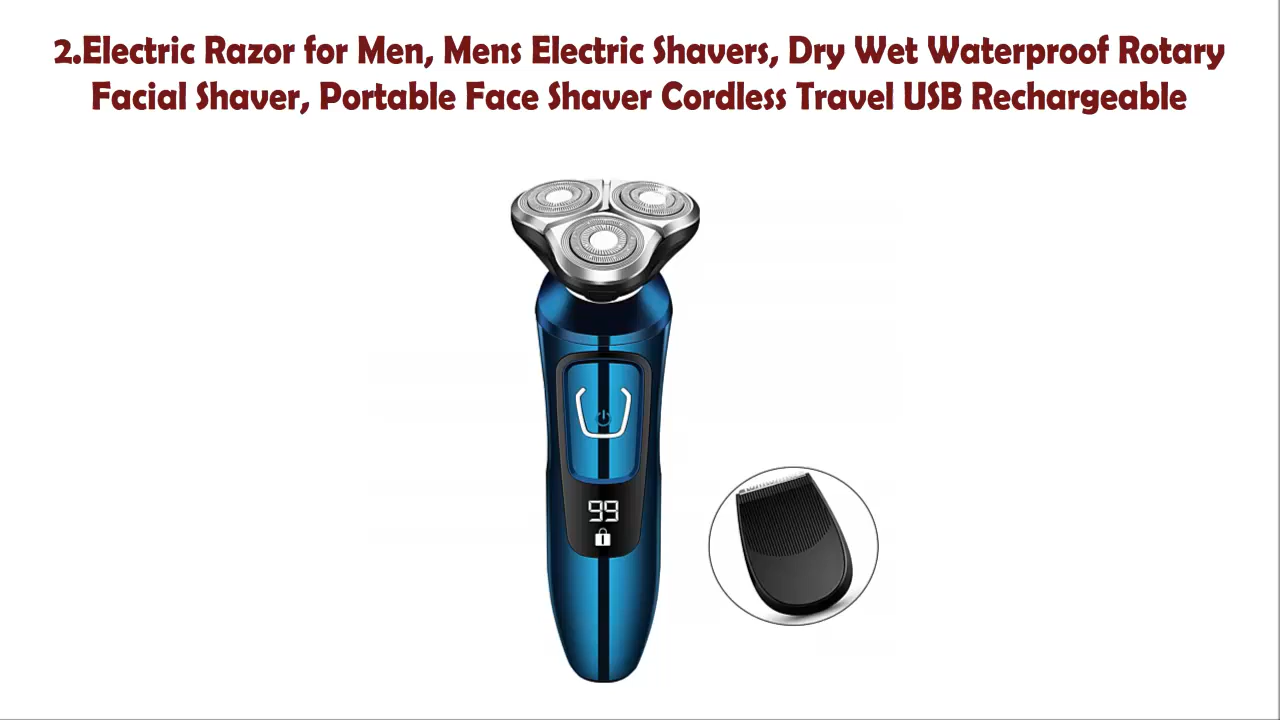 2.Electric Razor for Men, Mens Electric Shavers, Dry Wet Waterproof Rotary
Facial Shaver, Portable Face Shaver Cordless Travel USB Rechargeable
99